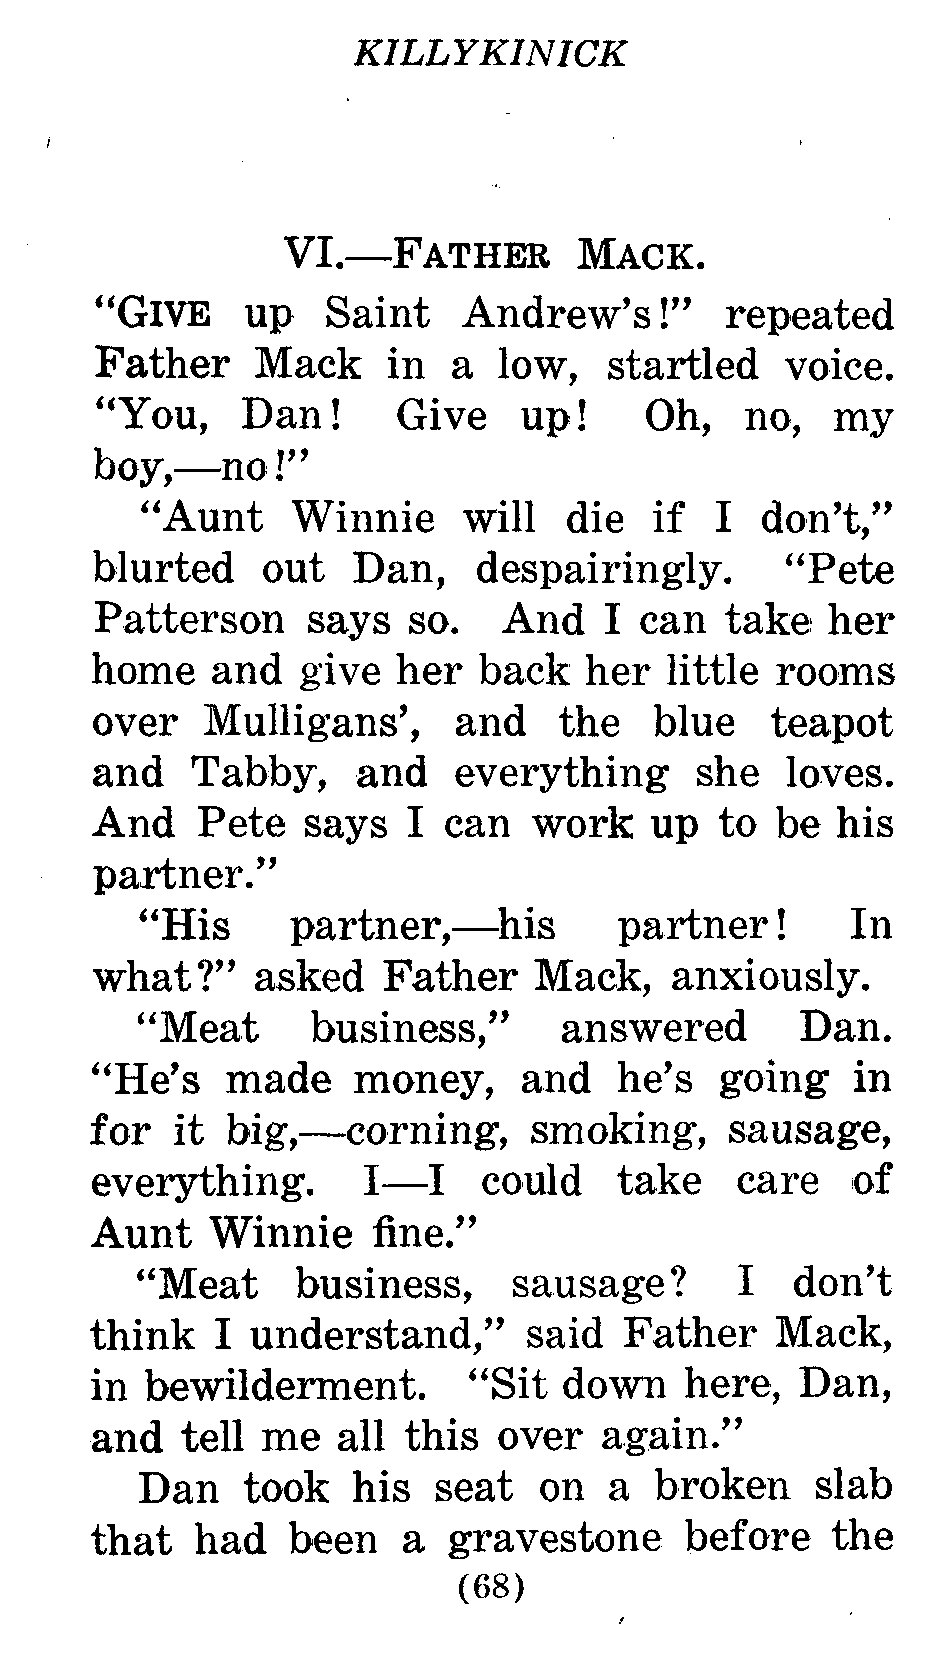 KILLYKINICK
VI.—FATHER MACK.
“GIVE up Saint Andrew’s!” repeated
Father Mack in a low, startled voice.
“You, Dan! Give up! Oh, no, my
boy,—no!”
“Aunt Winnie will die if I don’t,”
blurted out Dan, despairingly. “Pete
Patterson says so. And I can take her
home and give her back her little rooms
over Mulligans’, and the blue teapot
and Tabby, and everything she loves.
And Pete says I can work up to be his
partner.”
“His partner,—his partner! In
what?” asked Father Mack, anxiously.
“Meat business,” answered Dan.
“He’s made money, and he’s going in
for it big,—corning, smoking, sausage,
everything. I—I could take care of
Aunt Winnie fine.”
“Meat business, sausage? I don’t
think I understand,” said Father Mack,
in bewilderment. “Sit down here, Dan,
and tell me all this over again.”
Dan took his seat on a broken slab
that had been a gravestone before the
(68)